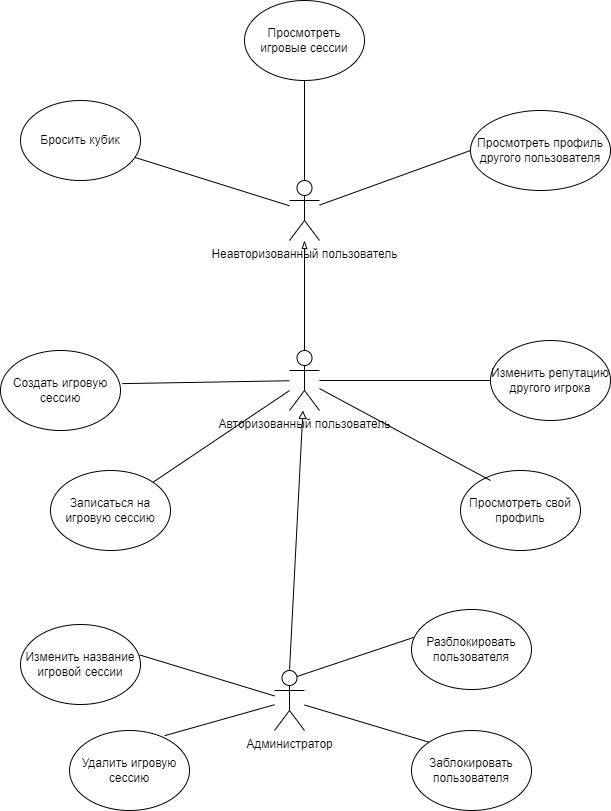 Просмотреть
игровые сессии
Бросить кубик
Просмотреть профиль
другого пользователя
Неавторизованный пользователь
Создать игровую
сессию
Изменить репутацию
другого игрока
Авторизованный пользователь
Записаться на
игровую сессию
Просмотреть свой
профиль
Изменить название
игровой сессии
Разблокировать
пользователя
Администратор
Удалить игровую
сессию
Заблокировать
пользователя